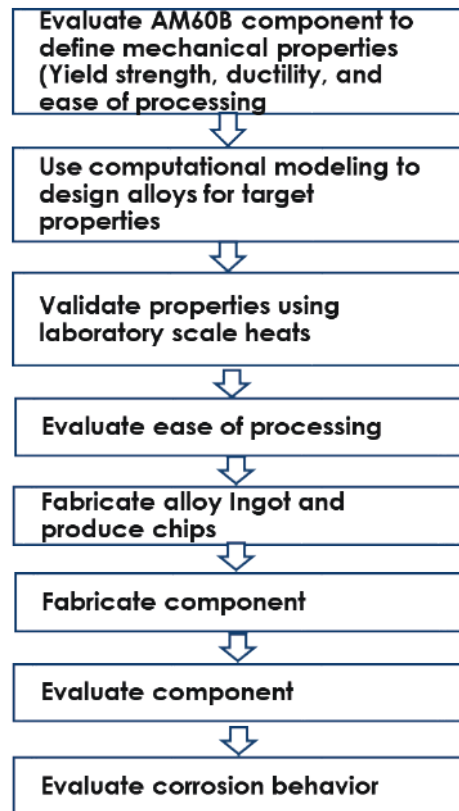 Evaluate AM60B component to
define mechanical properties
(Yield strength, ductility, and
ease of processing
Use computational modeling to
design alloys for target
properties
Validate properties using
laboratory scale heats
Evaluate ease of processing
Fabricate alloy Ingot and
produce chips
Fabricate component
Evaluate component
Evaluate corrosion behavior